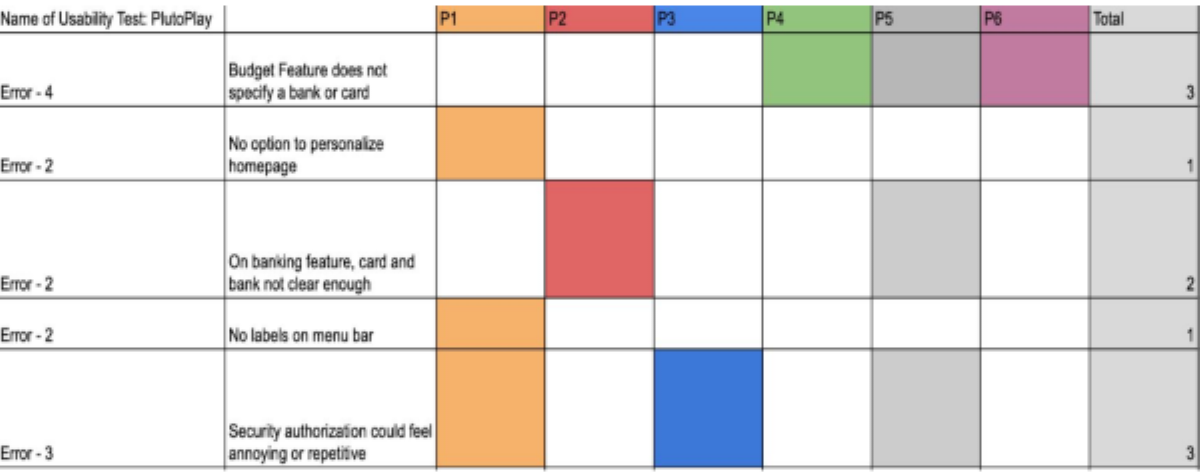 Name of Usability Test: PlutoPlay P1 P2 P3 P4 P5 P6 Total
Budget Feature does not
Error - 4 specify a bank or card 3
No option to personalize
Error - 2 homepage 1
On banking feature, card and
Error - 2 bank not clear enough 2
Error - 2 No labels on menu bar 1
Security authorization could feel
Error - 3 annoying or repetitive 3